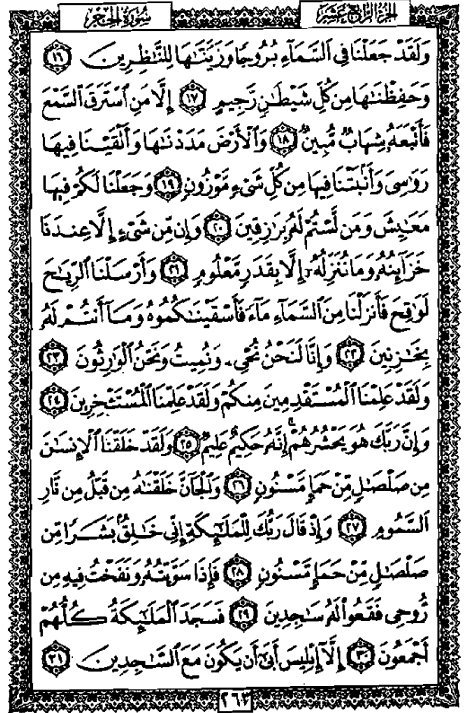 الجزء الرابع عشر
سورة الحجر
وَلَقَدْ جَعَلْنَا فِي السَّمَاءِ بُرُوجًا وَزَيَّنَّاهَا لِلنَّاظِرِينَ ١٦
وَحَفِظْنَاهَا مِن كُلِّ شَيْطَانٍ رَّجِيمٍ ١٧ إِلَّا مَنِ اسْتَرَقَ السَّمْعَ
فَأَتْبَعَهُ شِهَابٌ مُّبِينٌ ١٨ وَالْأَرْضَ مَدَدْنَاهَا وَأَلْقَيْنَا فِيهَا
رَوَاسِيَ وَأَنبَتْنَا فِيهَا مِن كُلِّ شَيْءٍ مَّوْزُونٍ ١٩ وَجَعَلْنَا لَكُمْ فِيهَا
مَعَايِشَ وَمَن لَّسْتُمْ لَهُ بِرَازِقِينَ ٢٠ وَإِن مِّن شَيْءٍ إِلَّا عِندَنَا
خَزَائِنُهُ وَمَا نُنَزِّلُهُ إِلَّا بِقَدَرٍ مَّعْلُومٍ ٢١ وَأَرْسَلْنَا الرِّيَاحَ
لَوَاقِحَ فَأَنزَلْنَا مِنَ السَّمَاءِ مَاءً فَأَسْقَيْنَاكُمُوهُ وَمَا أَنتُمْ لَهُ
بِخَازِنِينَ ٢٢ وَإِنَّا لَنَحْنُ نُحْيِي وَنُمِيتُ وَنَحْنُ الْوَارِثُونَ ٢٣
وَلَقَدْ عَلِمْنَا الْمُسْتَقْدِمِينَ مِنكُمْ وَلَقَدْ عَلِمْنَا الْمُسْتَأْخِرِينَ ٢٤
وَإِنَّ رَبَّكَ هُوَ يَحْشُرُهُمْ إِنَّهُ حَكِيمٌ عَلِيمٌ ٢٥ وَلَقَدْ خَلَقْنَا الْإِنسَانَ
مِن صَلْصَالٍ مِّنْ حَمَإٍ مَّسْنُونٍ ٢٦ وَالْجَانَّ خَلَقْنَاهُ مِن قَبْلُ مِن نَّارِ
السَّمُومِ ٢٧ وَإِذْ قَالَ رَبُّكَ لِلْمَلَائِكَةِ إِنِّي خَالِقٌ بَشَرًا مِّن
صَلْصَالٍ مِّنْ حَمَإٍ مَّسْنُونٍ ٢٨ فَإِذَا سَوَّيْتُهُ وَنَفَخْتُ فِيهِ مِن
رُّوحِي فَقَعُوا لَهُ سَاجِدِينَ ٢٩ فَسَجَدَ الْمَلَائِكَةُ كُلُّهُمْ
أَجْمَعُونَ ٣٠ إِلَّا إِبْلِيسَ أَبَىٰ أَن يَكُونَ مَعَ السَّاجِدِينَ ٣١
٢٦٣